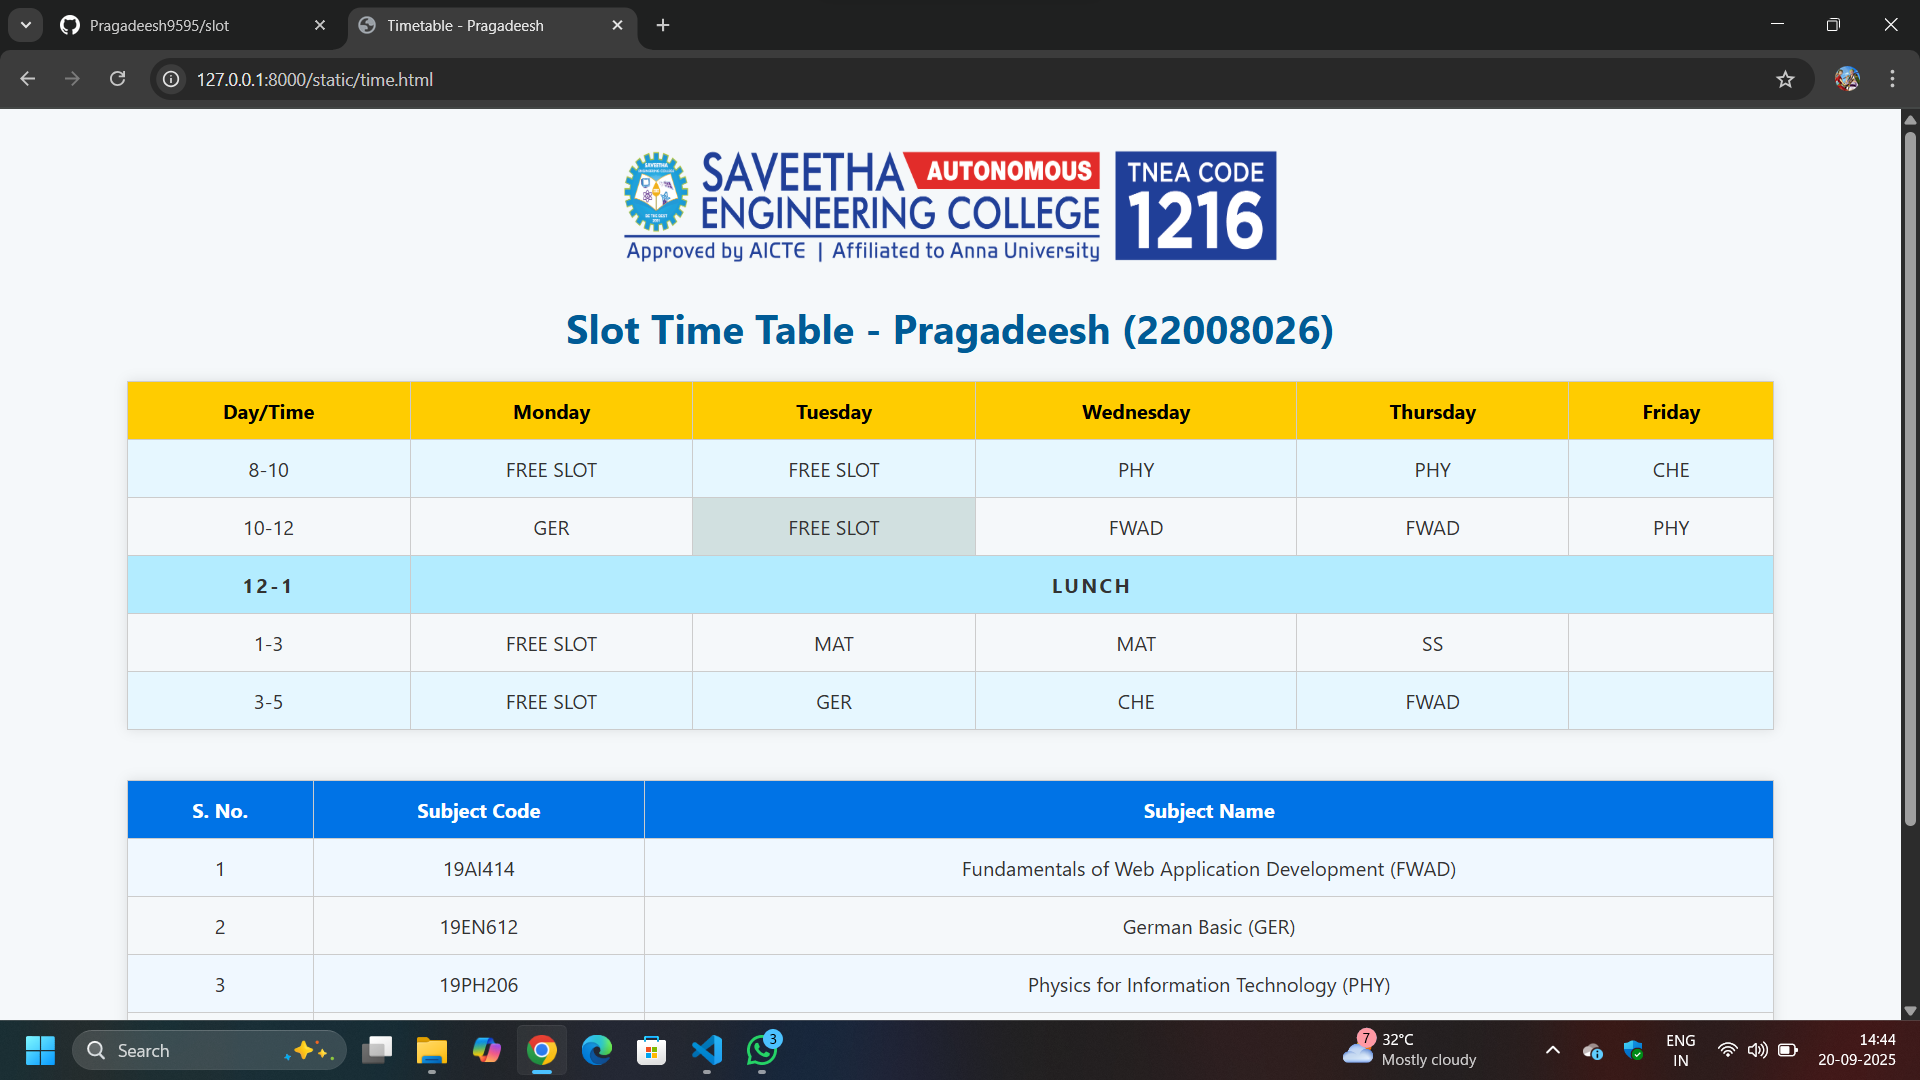 Pragadeesh9595/slot
Timetable - Pragadeesh
127.0.0.1:8000/static/time.html
SAVEETHA AUTONOMOUS
ENGINEERING COLLEGE
Approved by AICTE | Affiliated to Anna University
TNEA CODE
1216
Slot Time Table - Pragadeesh (22008026)
Day/Time Monday Tuesday Wednesday Thursday Friday
8-10 FREE SLOT FREE SLOT PHY PHY CHE
10-12 GER FREE SLOT FWAD FWAD PHY
12-1 LUNCH
1-3 FREE SLOT MAT MAT SS
3-5 FREE SLOT GER CHE FWAD
S. No. Subject Code Subject Name
1 19AI414 Fundamentals of Web Application Development (FWAD)
2 19EN612 German Basic (GER)
3 19PH206 Physics for Information Technology (PHY)
Search
3
7
32°C
Mostly cloudy
ENG
IN
14:44
20-09-2025